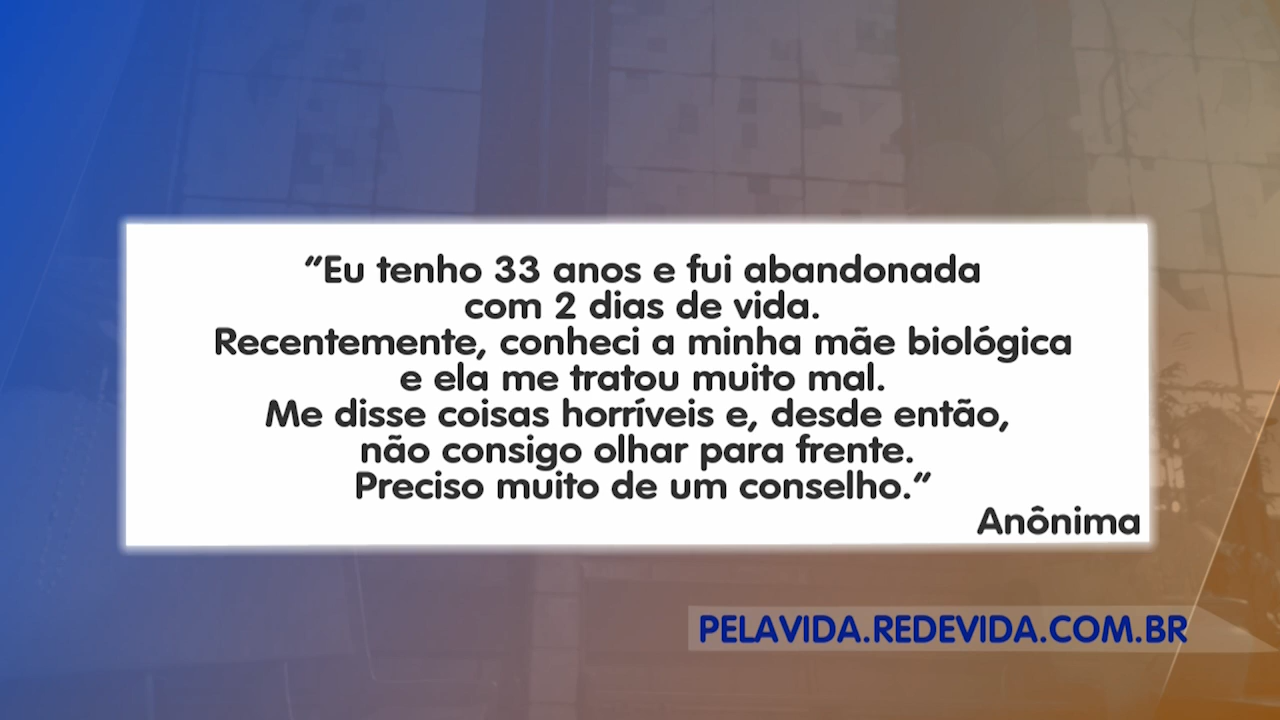 “Eu tenho 33 anos e fui abandonada
com 2 dias de vida.
Recentemente, conheci a minha mãe biológica
e ela me tratou muito mal.
Me disse coisas horríveis e, desde então,
não consigo olhar para frente.
Preciso muito de um conselho.”
Anônima
PELAVIDA.REDEVIDA.COM.BR